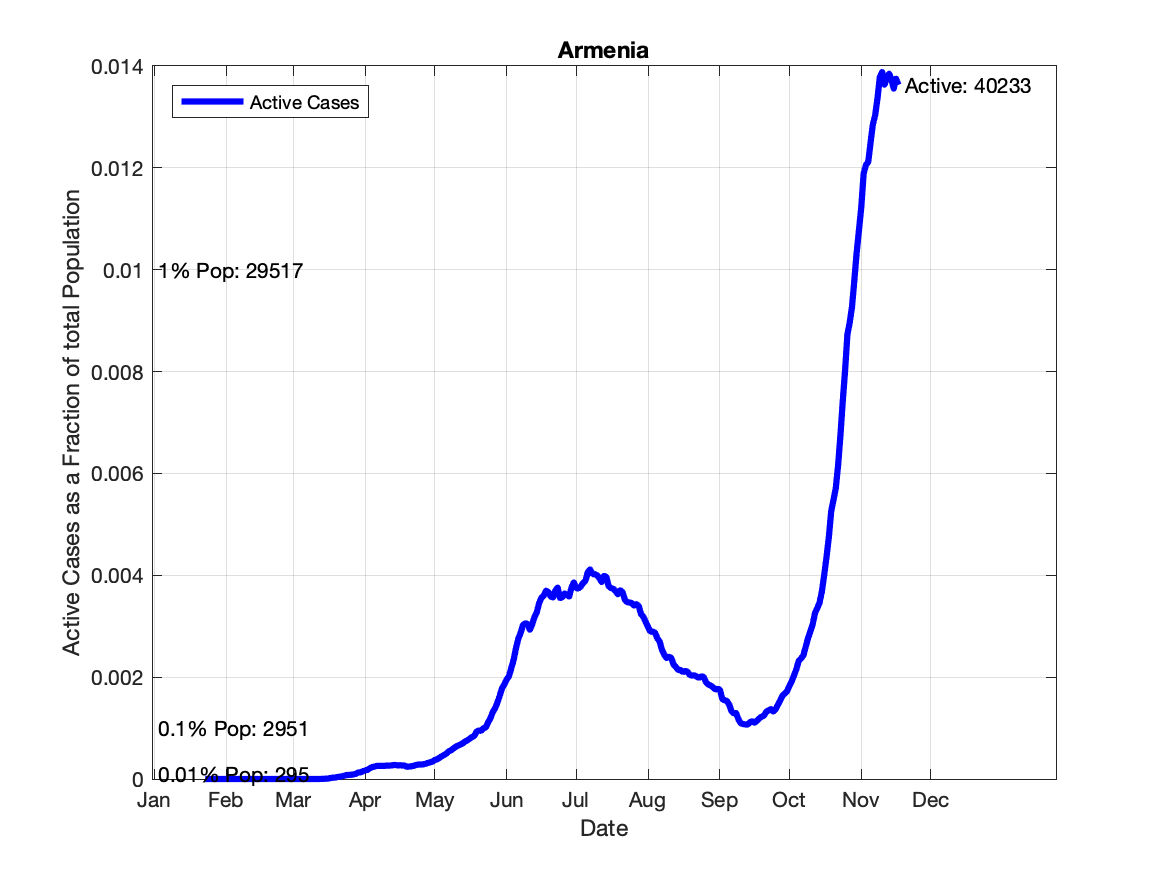 Armenia
0.014
Active Cases
Active: 40233
0.012
0.01
1% Pop: 29517
0.008
0.006
0.004
0.002
0.1% Pop: 2951
0
0.01% Pop: 295
Jan Feb Mar Apr May Jun Jul Aug Sep Oct Nov Dec
Date
Active Cases as a Fraction of total Population